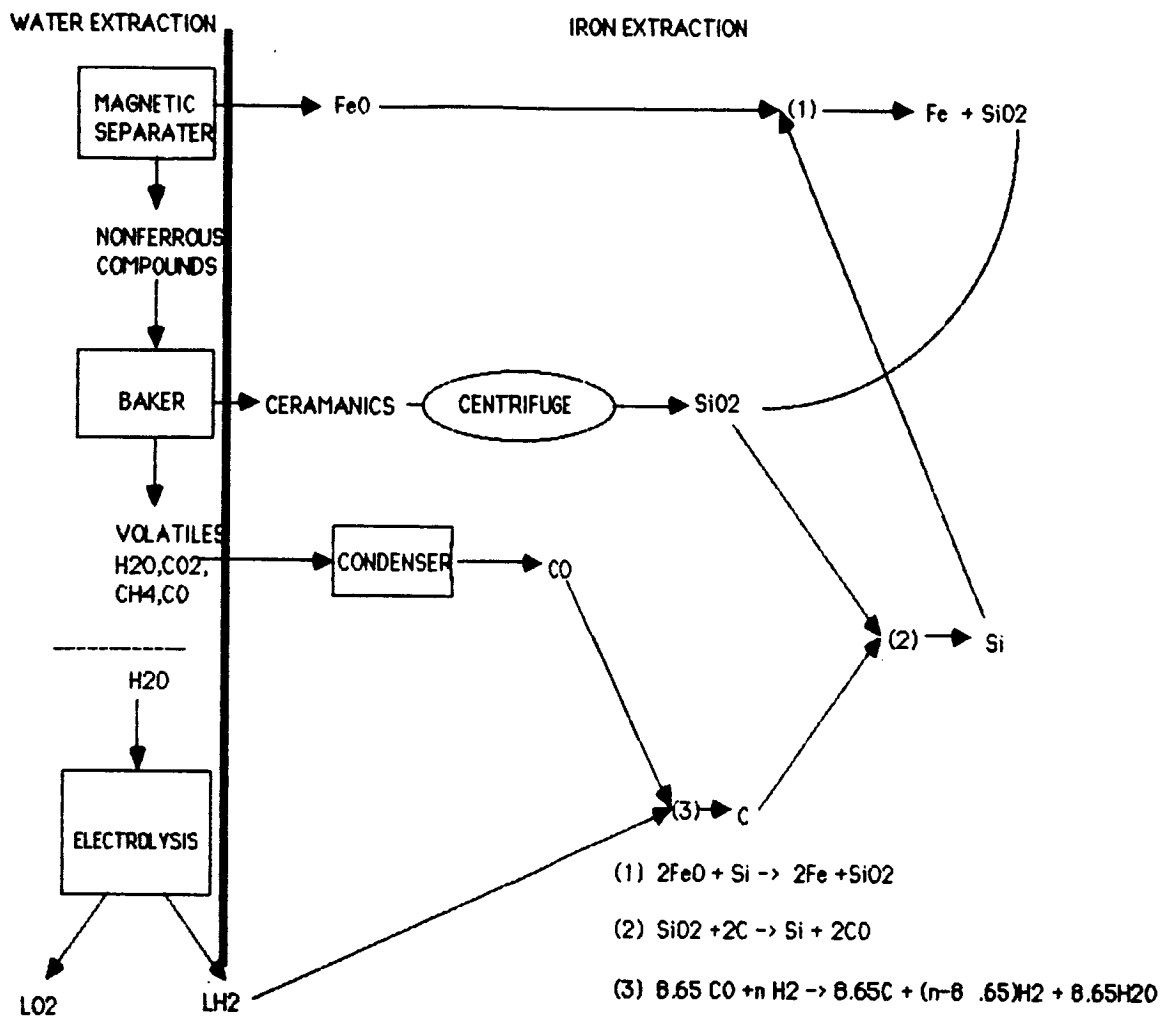 WATER EXTRACTION
IRON EXTRACTION
MAGNETIC
SEPARATER
FeO
(1)
Fe + SiO2
NONFERROUS
COMPOUNDS
BAKER
CERAMANICS
CENTRIFUGE
SiO2
VOLATILES
H2O,CO2,
CH4,CO
CONDENSER
CO
(2)
Si
H2O
ELECTROLYSIS
(3)
C
LO2
LH2
(1) 2FeO + Si -> 2Fe +SiO2
(2) SiO2 +2C -> Si + 2CO
(3) 8.65 CO +n H2 -> 8.65C + (n-8 .65)H2 + 8.65H2O